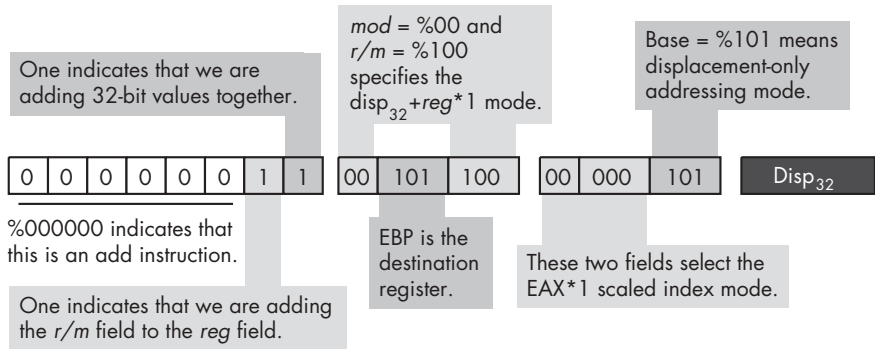 mod = %00 and
r/m = %100
specifies the
disp32+reg*1 mode.
Base = %101 means
displacement-only
addressing mode.
One indicates that we are
adding 32-bit values together.
0 0 0 0 0 0 1 1 00 101 100 00 000 101 Disp32
%000000 indicates that
this is an add instruction.
EBP is the
destination
register.
These two fields select the
EAX*1 scaled index mode.
One indicates that we are adding
the r/m field to the reg field.